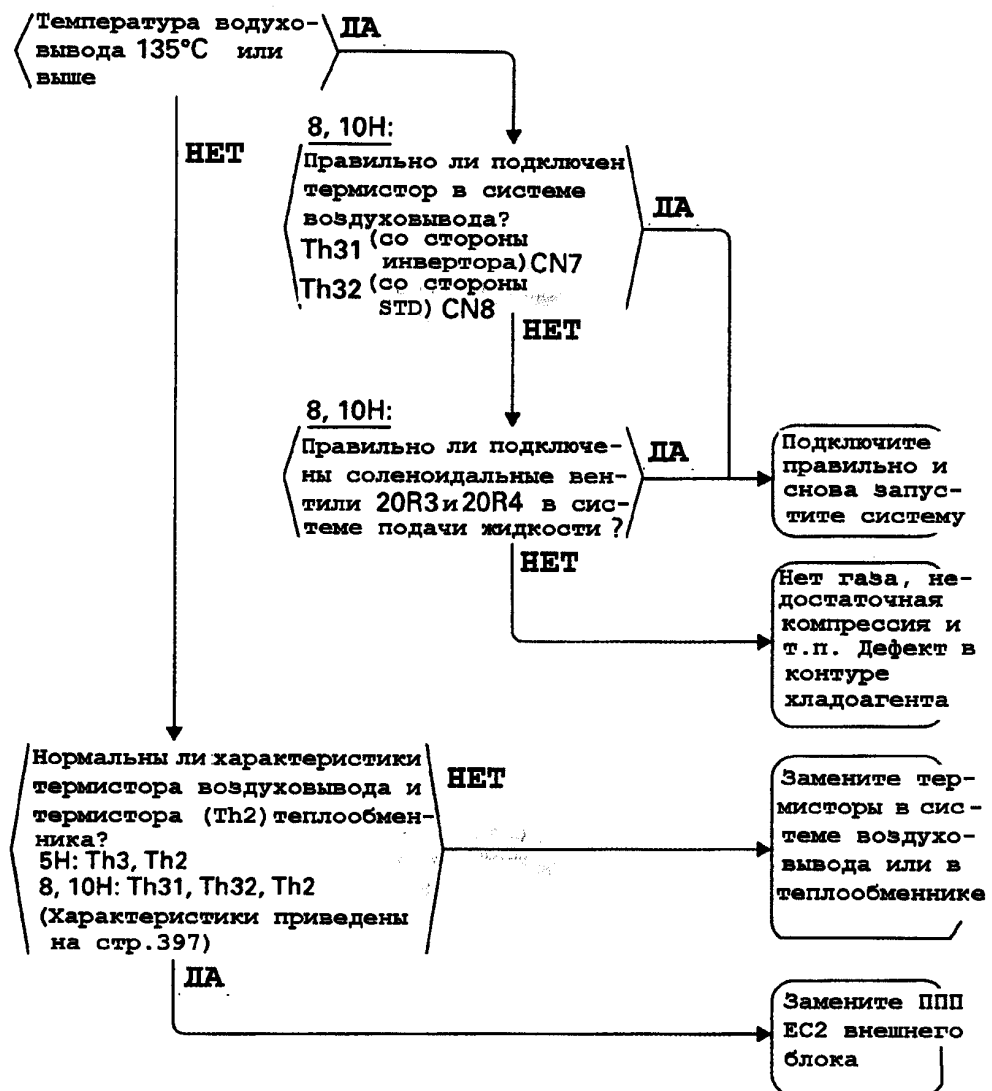 Температура водухо-
вывода 135°C или
выше
ДА
НЕТ
8, 10H:
Правильно ли подключен
термистор в системе
воздуховывода?
Th31 (со стороны
инвертора) CN7
Th32 (со стороны
STD) CN8
ДА
НЕТ
8, 10H:
Правильно ли подключе-
ны соленоидальные вен-
тили 20R3 и 20R4 в сис-
теме подачи жидкости ?
ДА
НЕТ
Подключите
правильно и
снова запус-
тите систему
Нет газа, не-
достаточная
компрессия и
т.п. Дефект в
контуре
хладоагента
Нормальны ли характеристики
термистора воздуховывода и
термистора (Th2) теплообмен-
ника?
5H: Th3, Th2
8, 10H: Th31, Th32, Th2
(Характеристики приведены
на стр.397)
НЕТ
ДА
Замените тер-
мисторы в сис-
теме воздухо-
вывода или в
теплообменнике
Замените ППП
EC2 внешнего
блока